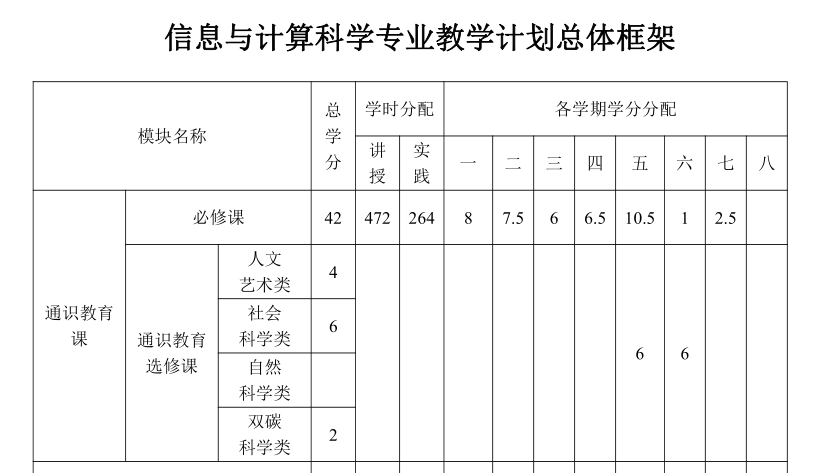 信息与计算科学专业教学计划总体框架
模块名称 总学分 学时分配 各学期学分分配
讲授 实践 一 二 三 四 五 六 七 八
通识教育课 必修课 42 472 264 8 7.5 6 6.5 10.5 1 2.5
通识教育选修课 人文艺术类 4 6 6
社会科学类 6
自然科学类
双碳科学类 2